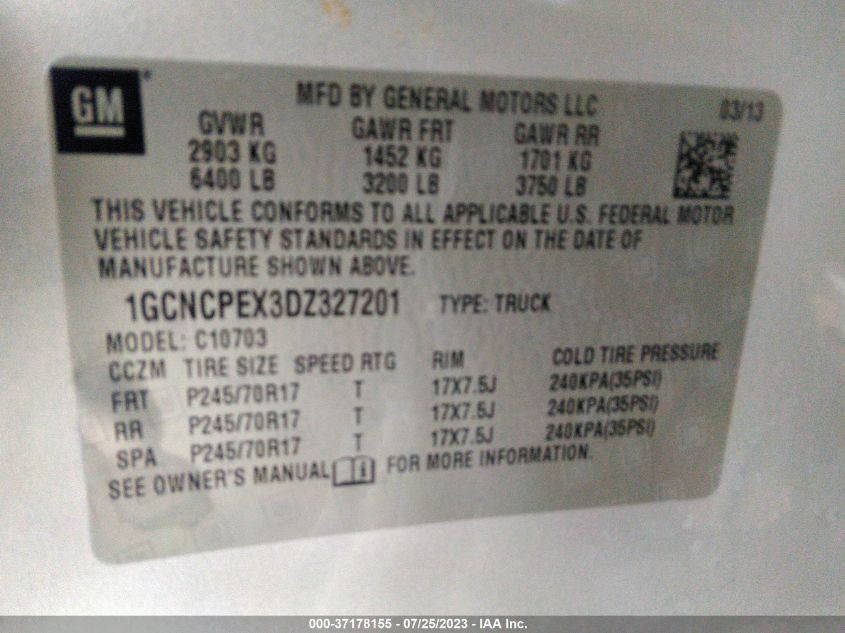 GM
MFD BY GENERAL MOTORS LLC 03/13
GVWR GAWR FRT GAWR RR
2903 KG 1452 KG 1701 KG
6400 LB 3200 LB 3750 LB
THIS VEHICLE CONFORMS TO ALL APPLICABLE U.S. FEDERAL MOTOR
VEHICLE SAFETY STANDARDS IN EFFECT ON THE DATE OF
MANUFACTURE SHOWN ABOVE.
1GCNCPEX3DZ327201 TYPE: TRUCK
MODEL: C10703
CCZM TIRE SIZE SPEED RTG RIM COLD TIRE PRESSURE
FRT P245/70R17 T 17X7.5J 240KPA(35PSI)
RR P245/70R17 T 17X7.5J 240KPA(35PSI)
SPA P245/70R17 T 17X7.5J 240KPA(35PSI)
SEE OWNER'S MANUAL FOR MORE INFORMATION.
000-37178155 - 07/25/2023 - IAA Inc.